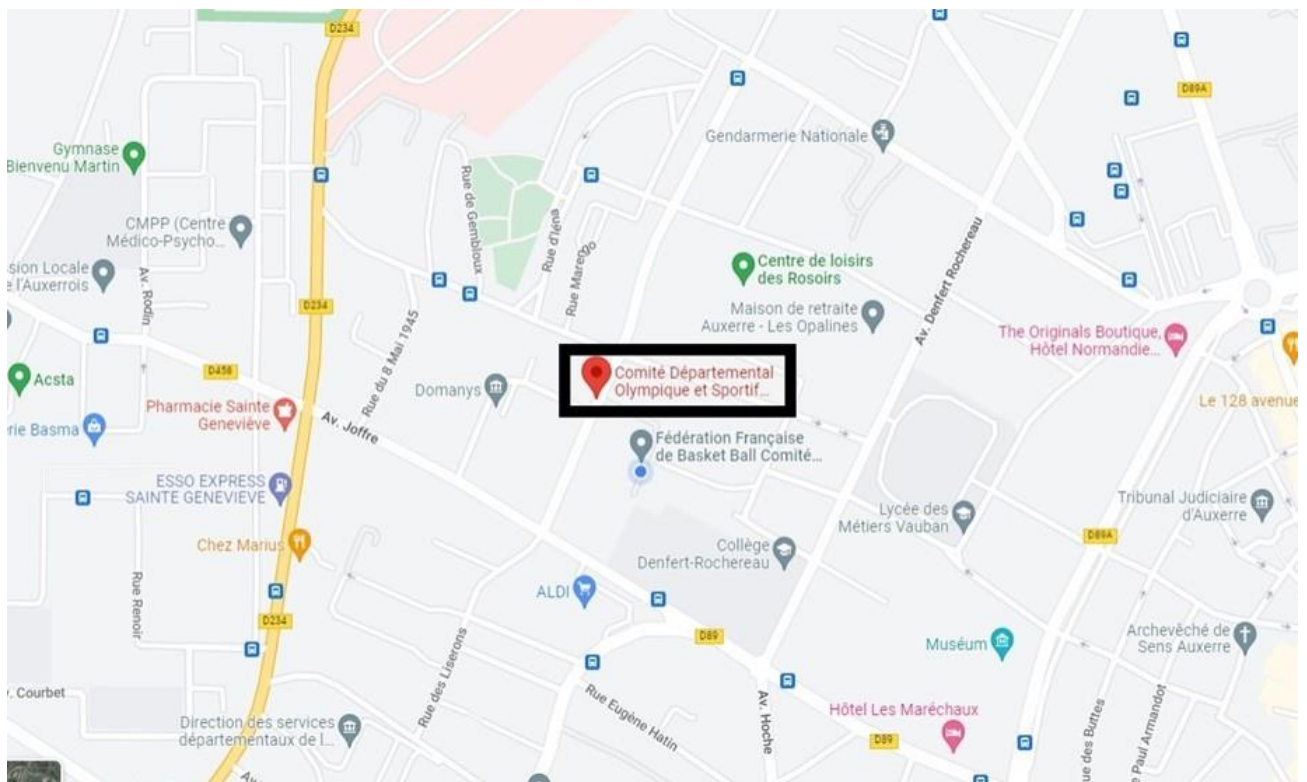 D234
D89A
Gendarmerie Nationale
Gymnase
Bienvenu Martin
Rue de Gembloux
CMPP (Centre
Médico-Psycho...
Rue d'Iéna
Rue Marengo
Av. Denfert Rochereau
Centre de loisirs
des Rosoirs
sion Locale
e l'Auxerrois
Av. Rodin
D234
Rue du 8 Mai 1945
Maison de retraite
Auxerre - Les Opalines
The Originals Boutique,
Hôtel Normandie...
D458
Acsta
Domanys
Comité Départemental
Olympique et Sportif...
Le 128 avenue
Pharmacie Sainte
Geneviève
Av. Joffre
rie Basma
Fédération Française
de Basket Ball Comité...
ESSO EXPRESS
SAINTE GENEVIEVE
Lycée des
Métiers Vauban
Tribunal Judiciaire
d'Auxerre
D89A
Chez Marius
Collège
Denfert-Rochereau
Rue Renoir
ALDI
D234
D89
Archevêché de
Sens Auxerre
Muséum
Rue des Liserons
. Courbet
Rue Eugène Hatin
Av. Hoche
Hôtel Les Maréchaux
Direction des services
départementaux de l...
D89
ue des Buttes
Paul Armandot
Av.